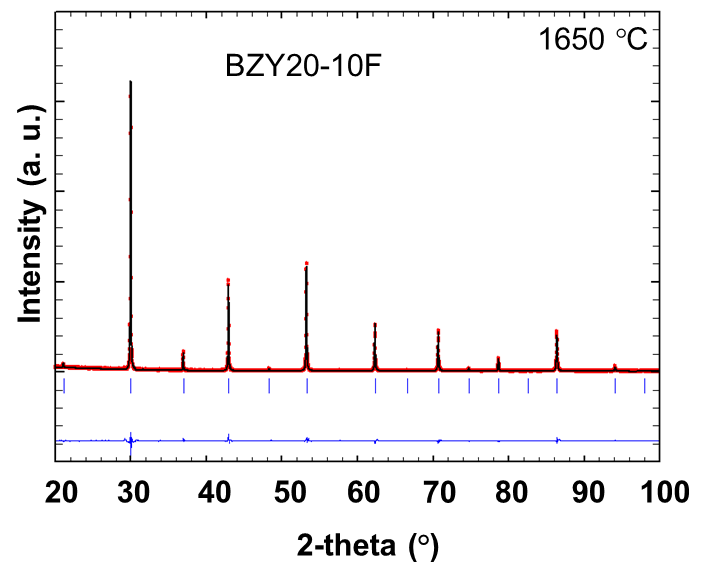 1650 °C
BZY20-10F
Intensity (a. u.)
20 30 40 50 60 70 80 90 100
2-theta (°)